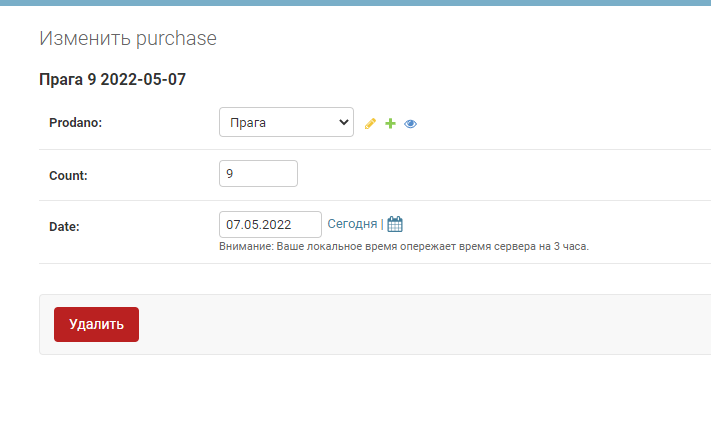 Изменить purchase
Прага 9 2022-05-07
Prodano: Прага
Count: 9
Date: 07.05.2022 Сегодня |
Внимание: Ваше локальное время опережает время сервера на 3 часа.
Удалить